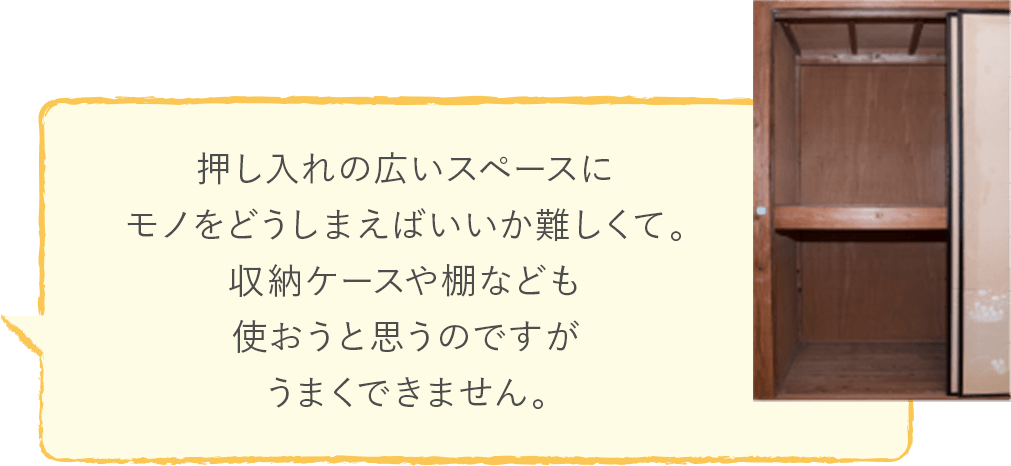 押し入れの広いスペースに
モノをどうしまえばいいか難しくて。
収納ケースや棚なども
使おうと思うのですが
うまくできません。